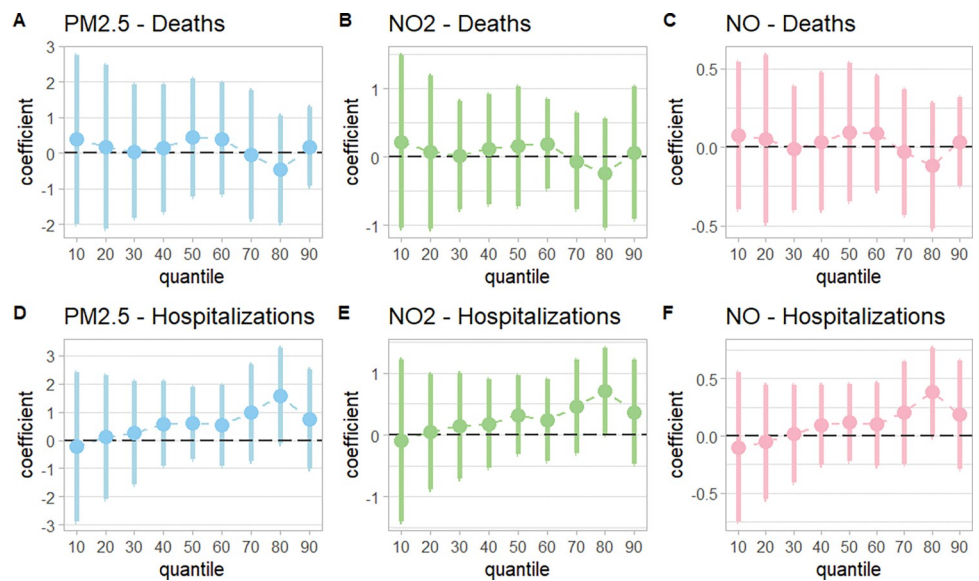 A PM2.5 - Deaths
coefficient
3
2
1
0
-1
-2
10 20 30 40 50 60 70 80 90
quantile
B NO2 - Deaths
coefficient
1
0
-1
10 20 30 40 50 60 70 80 90
quantile
C NO - Deaths
coefficient
0.5
0.0
-0.5
10 20 30 40 50 60 70 80 90
quantile
D PM2.5 - Hospitalizations
coefficient
3
2
1
0
-1
-2
-3
10 20 30 40 50 60 70 80 90
quantile
E NO2 - Hospitalizations
coefficient
1
0
-1
10 20 30 40 50 60 70 80 90
quantile
F NO - Hospitalizations
coefficient
0.5
0.0
-0.5
10 20 30 40 50 60 70 80 90
quantile